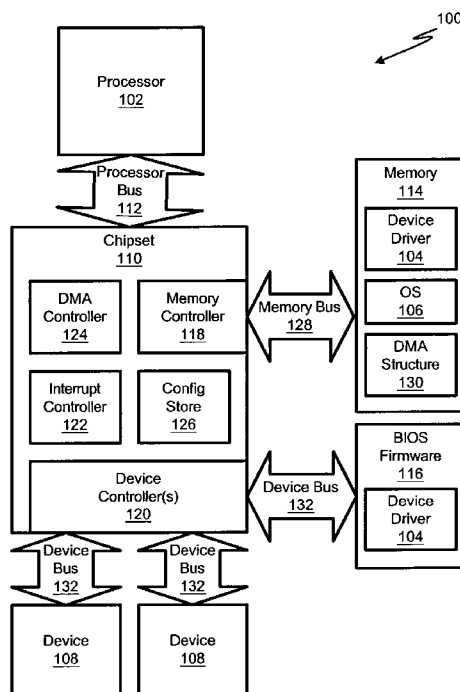 100
Processor
102
Processor
Bus
112
Chipset
110
DMA
Controller
124
Memory
Controller
118
Interrupt
Controller
122
Config
Store
126
Device
Controller(s)
120
Memory Bus
128
Memory
114
Device
Driver
104
OS
106
DMA
Structure
130
Device Bus
132
BIOS
Firmware
116
Device
Driver
104
Device
Bus
132
Device
Bus
132
Device
108
Device
108